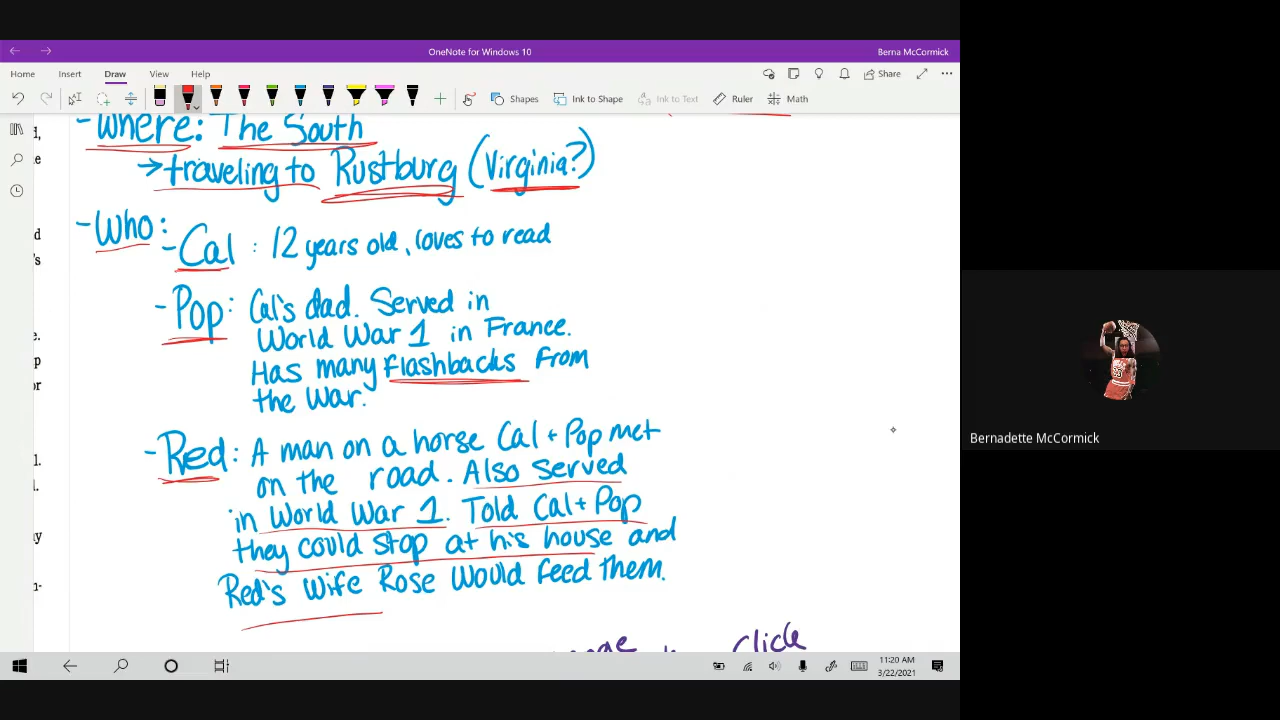 OneNote for Windows 10
Berna McCormick
Home Insert Draw View Help
Share
Shapes
Ink to Shape
Ink to Text
Ruler
Math
d,
e
- Where: The South
→ traveling to Rustburg (Virginia?)
- Who:
d
's
- Cal : 12 years old, loves to read
- Pop: Cal's dad. Served in
World War 1 in France.
Has many flashbacks from
the War.
e.
p
or
- Red: A man on a horse Cal + Pop met
on the road. Also served
in World War 1. Told Cal + Pop
they could stop at his house and
Red's Wife Rose Would feed them.
l.
d.
ny
n-
Click
11:20 AM
3/22/2021
Bernadette McCormick